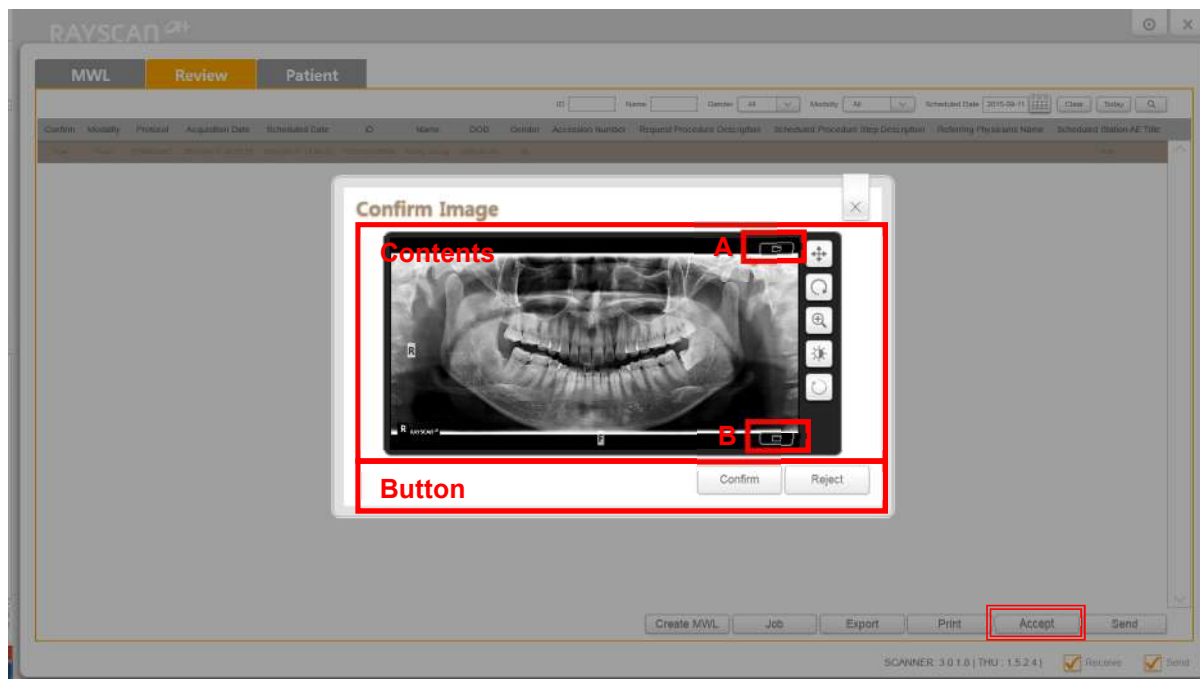 RAYSCAN α+
MWL Review Patient
ID Name Gender All Modality All Scheduled Date 2015-09-11 Clear Today
Confirm Modality Protocol Acquisition Date Scheduled Date ID Name DOB Gender Accession Number Request Procedure Description Scheduled Procedure Step Description Referring Physicians Name Scheduled Station AE Title
Confirm Image
Contents
A
R
R RAYSCAN α+
F
B
Button
Confirm Reject
Create MWL Job Export Print Accept Send
SCANNER: 3.0.1.8 | THU : 1.5.2.4 | Receive Send